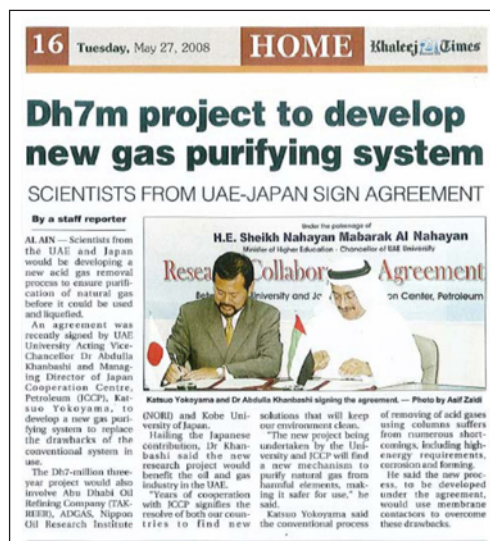 16 Tuesday, May 27, 2008 HOME Khaleej Times
Dh7m project to develop
new gas purifying system
SCIENTISTS FROM UAE-JAPAN SIGN AGREEMENT
By a staff reporter
AL AIN — Scientists from
the UAE and Japan
would be developing a
new acid gas removal
process to ensure purifi-
cation of natural gas
before it could be used
and liquefied.
An agreement was
recently signed by UAE
University Acting Vice-
Chancellor Dr Abdulla
Khanbashi and Manag-
ing Director of Japan
Cooperation Centre,
Petroleum (JCCP), Kat-
suo Yokoyama, to
develop a new gas puri-
fying system to replace
the drawbacks of the
conventional system in
use.
The Dh7-million three-
year project would also
involve Abu Dhabi Oil
Refining Company (TAK-
REER), ADGAS, Nippon
Oil Research Institute
Under the patronage of
H.E. Sheikh Nahayan Mabarak Al Nahayan
Minister of Higher Education - Chancellor of UAE University
Resea Collabor Agreement
Bet University and Ja on Center, Petroleum
Katsuo Yokoyama and Dr Abdulla Khanbashi signing the agreement. — Photo by Asif Zaidi
(NORI) and Kobe Uni-
versity of Japan.
Hailing the Japanese
contribution, Dr Khan-
bashi said the new
research project would
benefit the oil and gas
industry in the UAE.
"Years of cooperation
with JCCP signifies the
resolve of both our coun-
tries to find new
solutions that will keep
our environment clean.
"The new project being
undertaken by the Uni-
versity and JCCP will find
a new mechanism to
purify natural gas from
harmful elements, mak-
ing it safer for use," he
said.
Katsuo Yokoyama said
the conventional process
of removing of acid gases
using columns suffers
from numerous short-
comings, including high-
energy requirements,
corrosion and forming.
He said the new pro-
cess, to be developed
under the agreement,
would use membrane
contactors to overcome
these drawbacks.